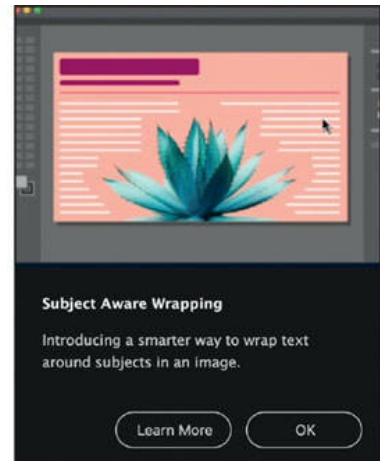 Subject Aware Wrapping
Introducing a smarter way to wrap text
around subjects in an image.
Learn More
OK